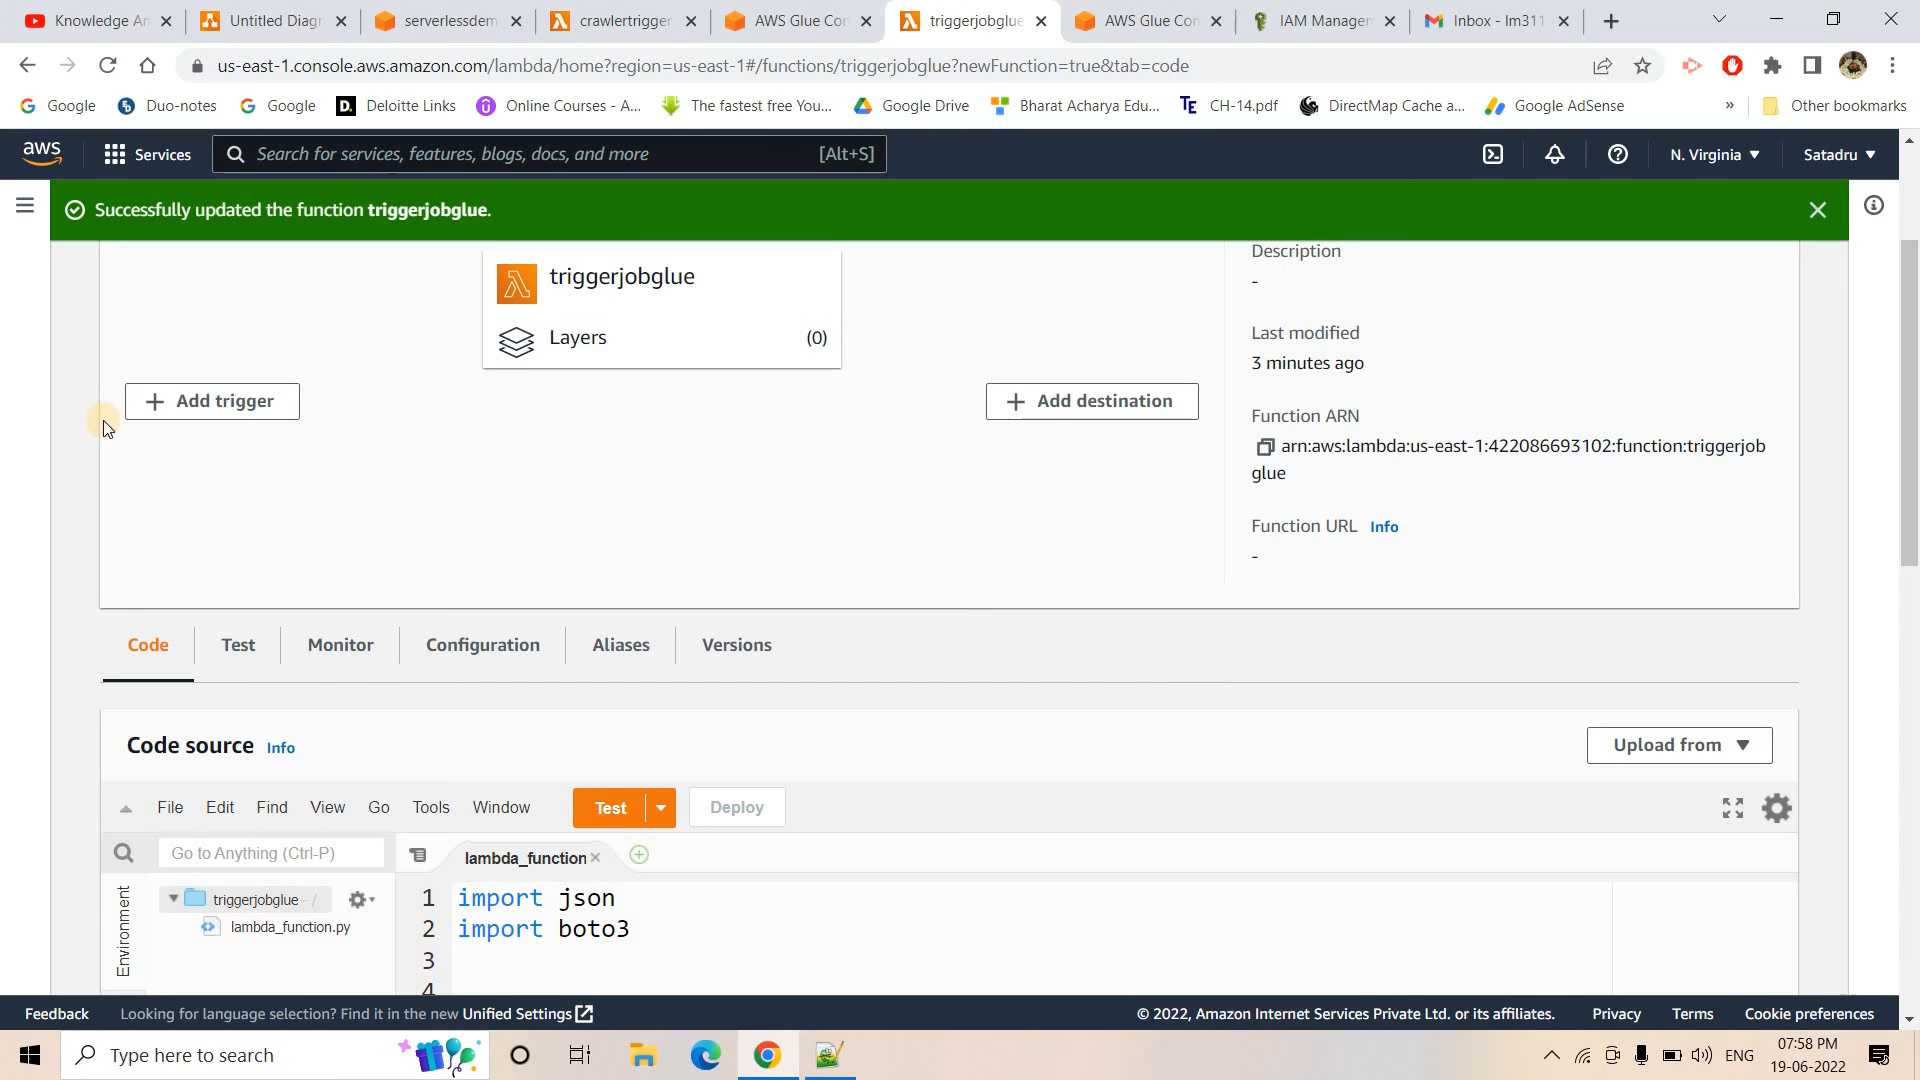 Knowledge An
Untitled Diagr
serverlessdem
crawlertrigger
AWS Glue Con
triggerjobglue
AWS Glue Con
IAM Managem
Inbox - lm311
us-east-1.console.aws.amazon.com/lambda/home?region=us-east-1#/functions/triggerjobglue?newFunction=true&tab=code
Google
Duo-notes
Google
Deloitte Links
Online Courses - A...
The fastest free You...
Google Drive
Bharat Acharya Edu...
CH-14.pdf
DirectMap Cache a...
Google AdSense
»
Other bookmarks
aws
Services
Search for services, features, blogs, docs, and more
[Alt+S]
N. Virginia
Satadru
Successfully updated the function triggerjobglue.
triggerjobglue
Layers
(0)
+ Add trigger
+ Add destination
Description
-
Last modified
3 minutes ago
Function ARN
arn:aws:lambda:us-east-1:422086693102:function:triggerjob
glue
Function URL Info
-
Code
Test
Monitor
Configuration
Aliases
Versions
Code source Info
Upload from
File
Edit
Find
View
Go
Tools
Window
Test
Deploy
Go to Anything (Ctrl-P)
lambda_function
Environment
triggerjobglue - /
lambda_function.py
1 import json
2 import boto3
3
4
Feedback
Looking for language selection? Find it in the new Unified Settings
© 2022, Amazon Internet Services Private Ltd. or its affiliates.
Privacy
Terms
Cookie preferences
Type here to search
ENG
07:58 PM
19-06-2022